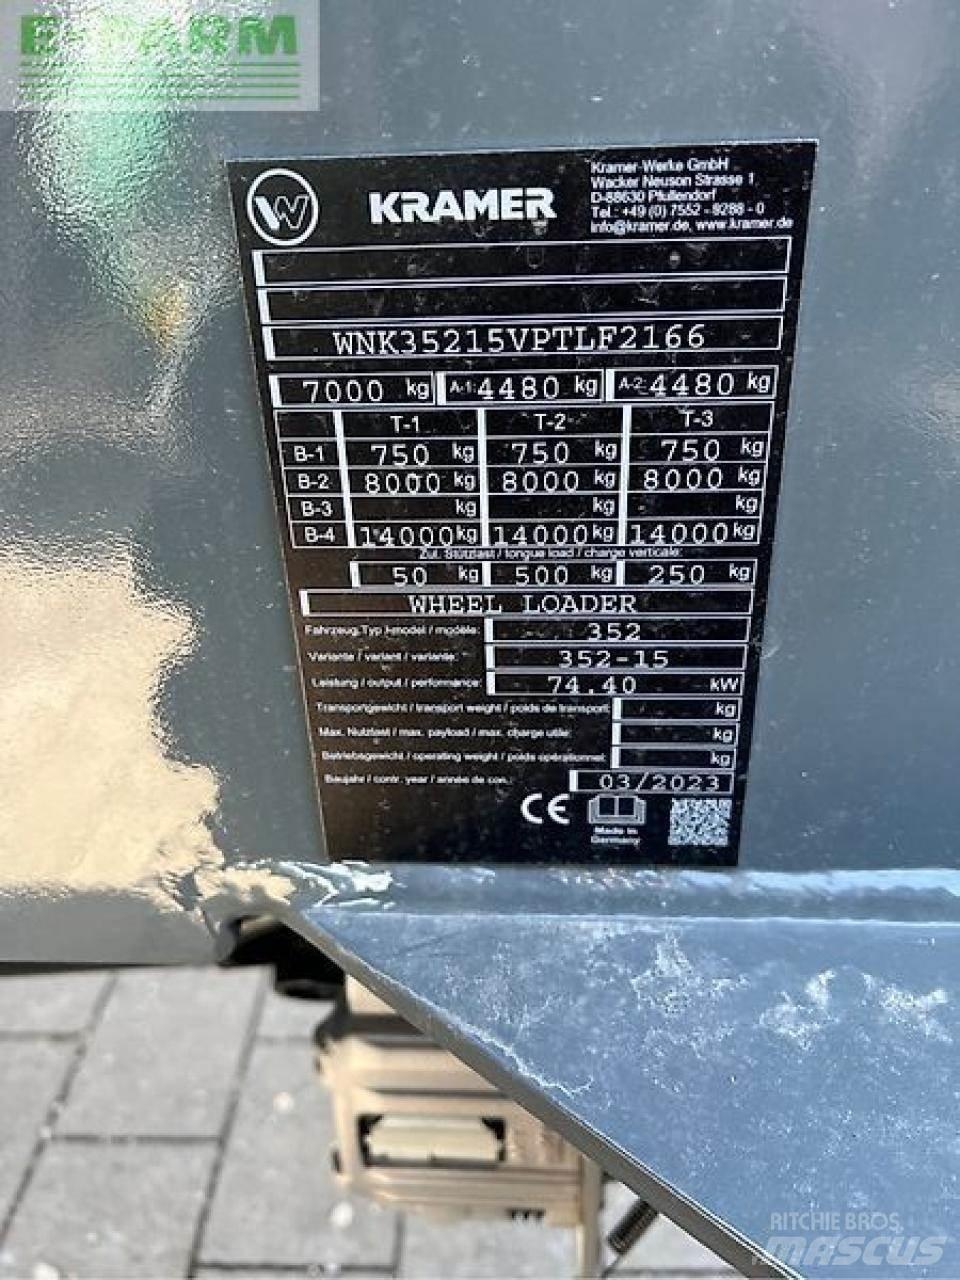 E-FARM
W
KRAMER
Kramer-Werke GmbH
Wacker Neuson Strasse 1
D-88630 Pfullendorf
Tel.: +49 (0) 7552 - 9288 - 0
info@kramer.de, www.kramer.de
WNK35215VPTLF2166
7000 kg A-1: 4480 kg A-2: 4480 kg
T-1 T-2 T-3
B-1 750 kg 750 kg 750 kg
B-2 8000 kg 8000 kg 8000 kg
B-3 kg kg kg
B-4 14000 kg 14000 kg 14000 kg
Zul. Stützlast / tongue load / charge verticale:
50 kg 500 kg 250 kg
WHEEL LOADER
Fahrzeug.Typ / model / modèle: 352
Variante / variant / variante: 352-15
Leistung / output / performance: 74.40 kW
Transportgewicht / transport weight / poids de transport: kg
Max. Nutzlast / max. payload / max. charge utile: kg
Betriebsgewicht / operating weight / poids opérationnel: kg
Baujahr / contr. year / année de con.: 03/2023
CE
Made in
Germany
RITCHIE BROS.
MASCUS